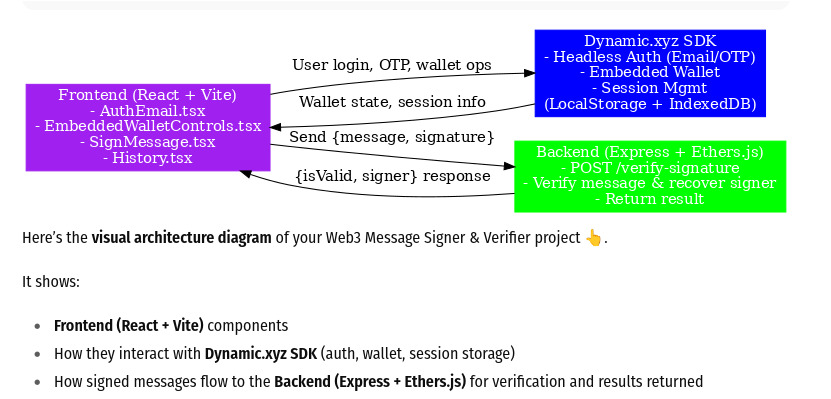 Dynamic.xyz SDK
- Headless Auth (Email/OTP)
- Embedded Wallet
- Session Mgmt
(LocalStorage + IndexedDB)
User login, OTP, wallet ops
Wallet state, session info
Frontend (React + Vite)
- AuthEmail.tsx
- EmbeddedWalletControls.tsx
- SignMessage.tsx
- History.tsx
Send {message, signature}
{isValid, signer} response
Backend (Express + Ethers.js)
- POST /verify-signature
- Verify message & recover signer
- Return result
Here’s the visual architecture diagram of your Web3 Message Signer & Verifier project 👆.
It shows:
• Frontend (React + Vite) components
• How they interact with Dynamic.xyz SDK (auth, wallet, session storage)
• How signed messages flow to the Backend (Express + Ethers.js) for verification and results returned